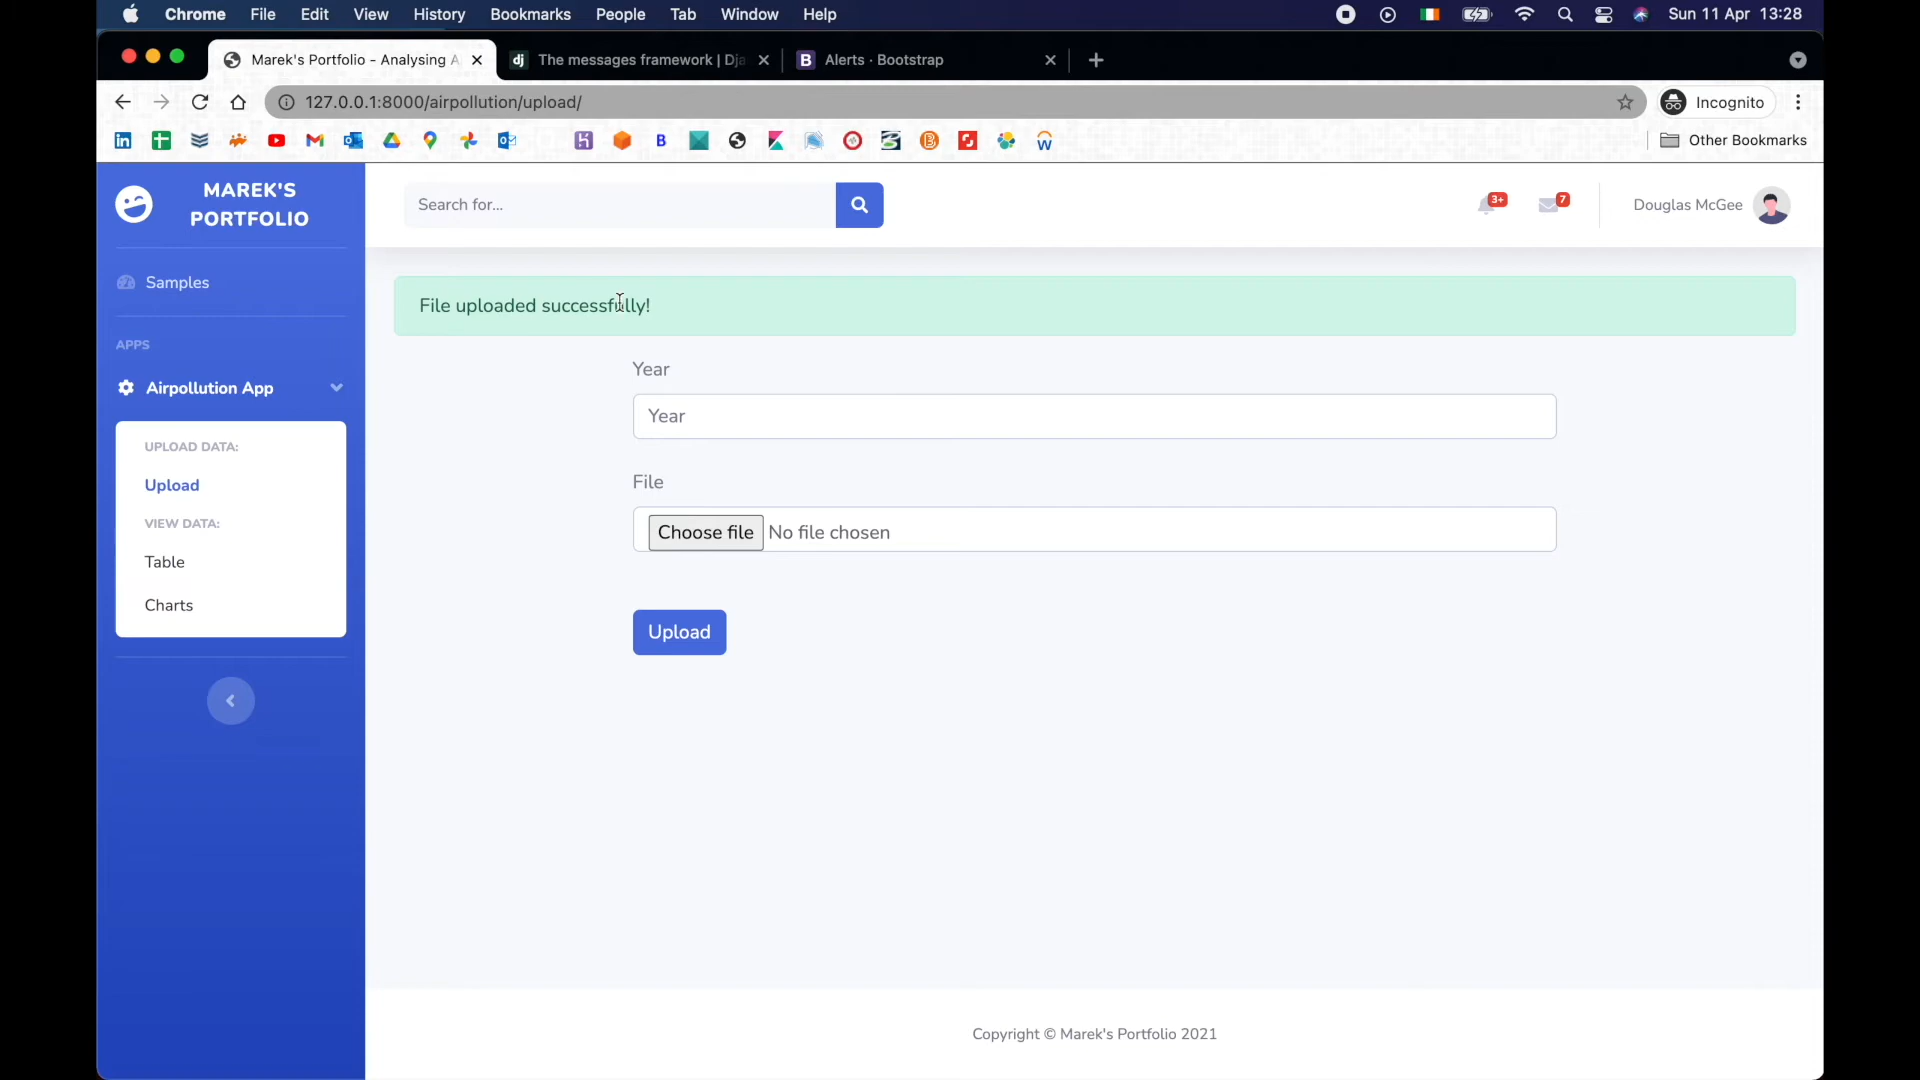 Chrome File Edit View History Bookmarks People Tab Window Help Sun 11 Apr 13:28
Marek's Portfolio - Analysing A The messages framework | Dja Alerts · Bootstrap
127.0.0.1:8000/airpollution/upload/ Incognito
Other Bookmarks
MAREK'S
PORTFOLIO
Search for...
3+
7
Douglas McGee
Samples
APPS
Airpollution App
UPLOAD DATA:
Upload
VIEW DATA:
Table
Charts
File uploaded successfully!
Year
Year
File
Choose file No file chosen
Upload
Copyright © Marek's Portfolio 2021